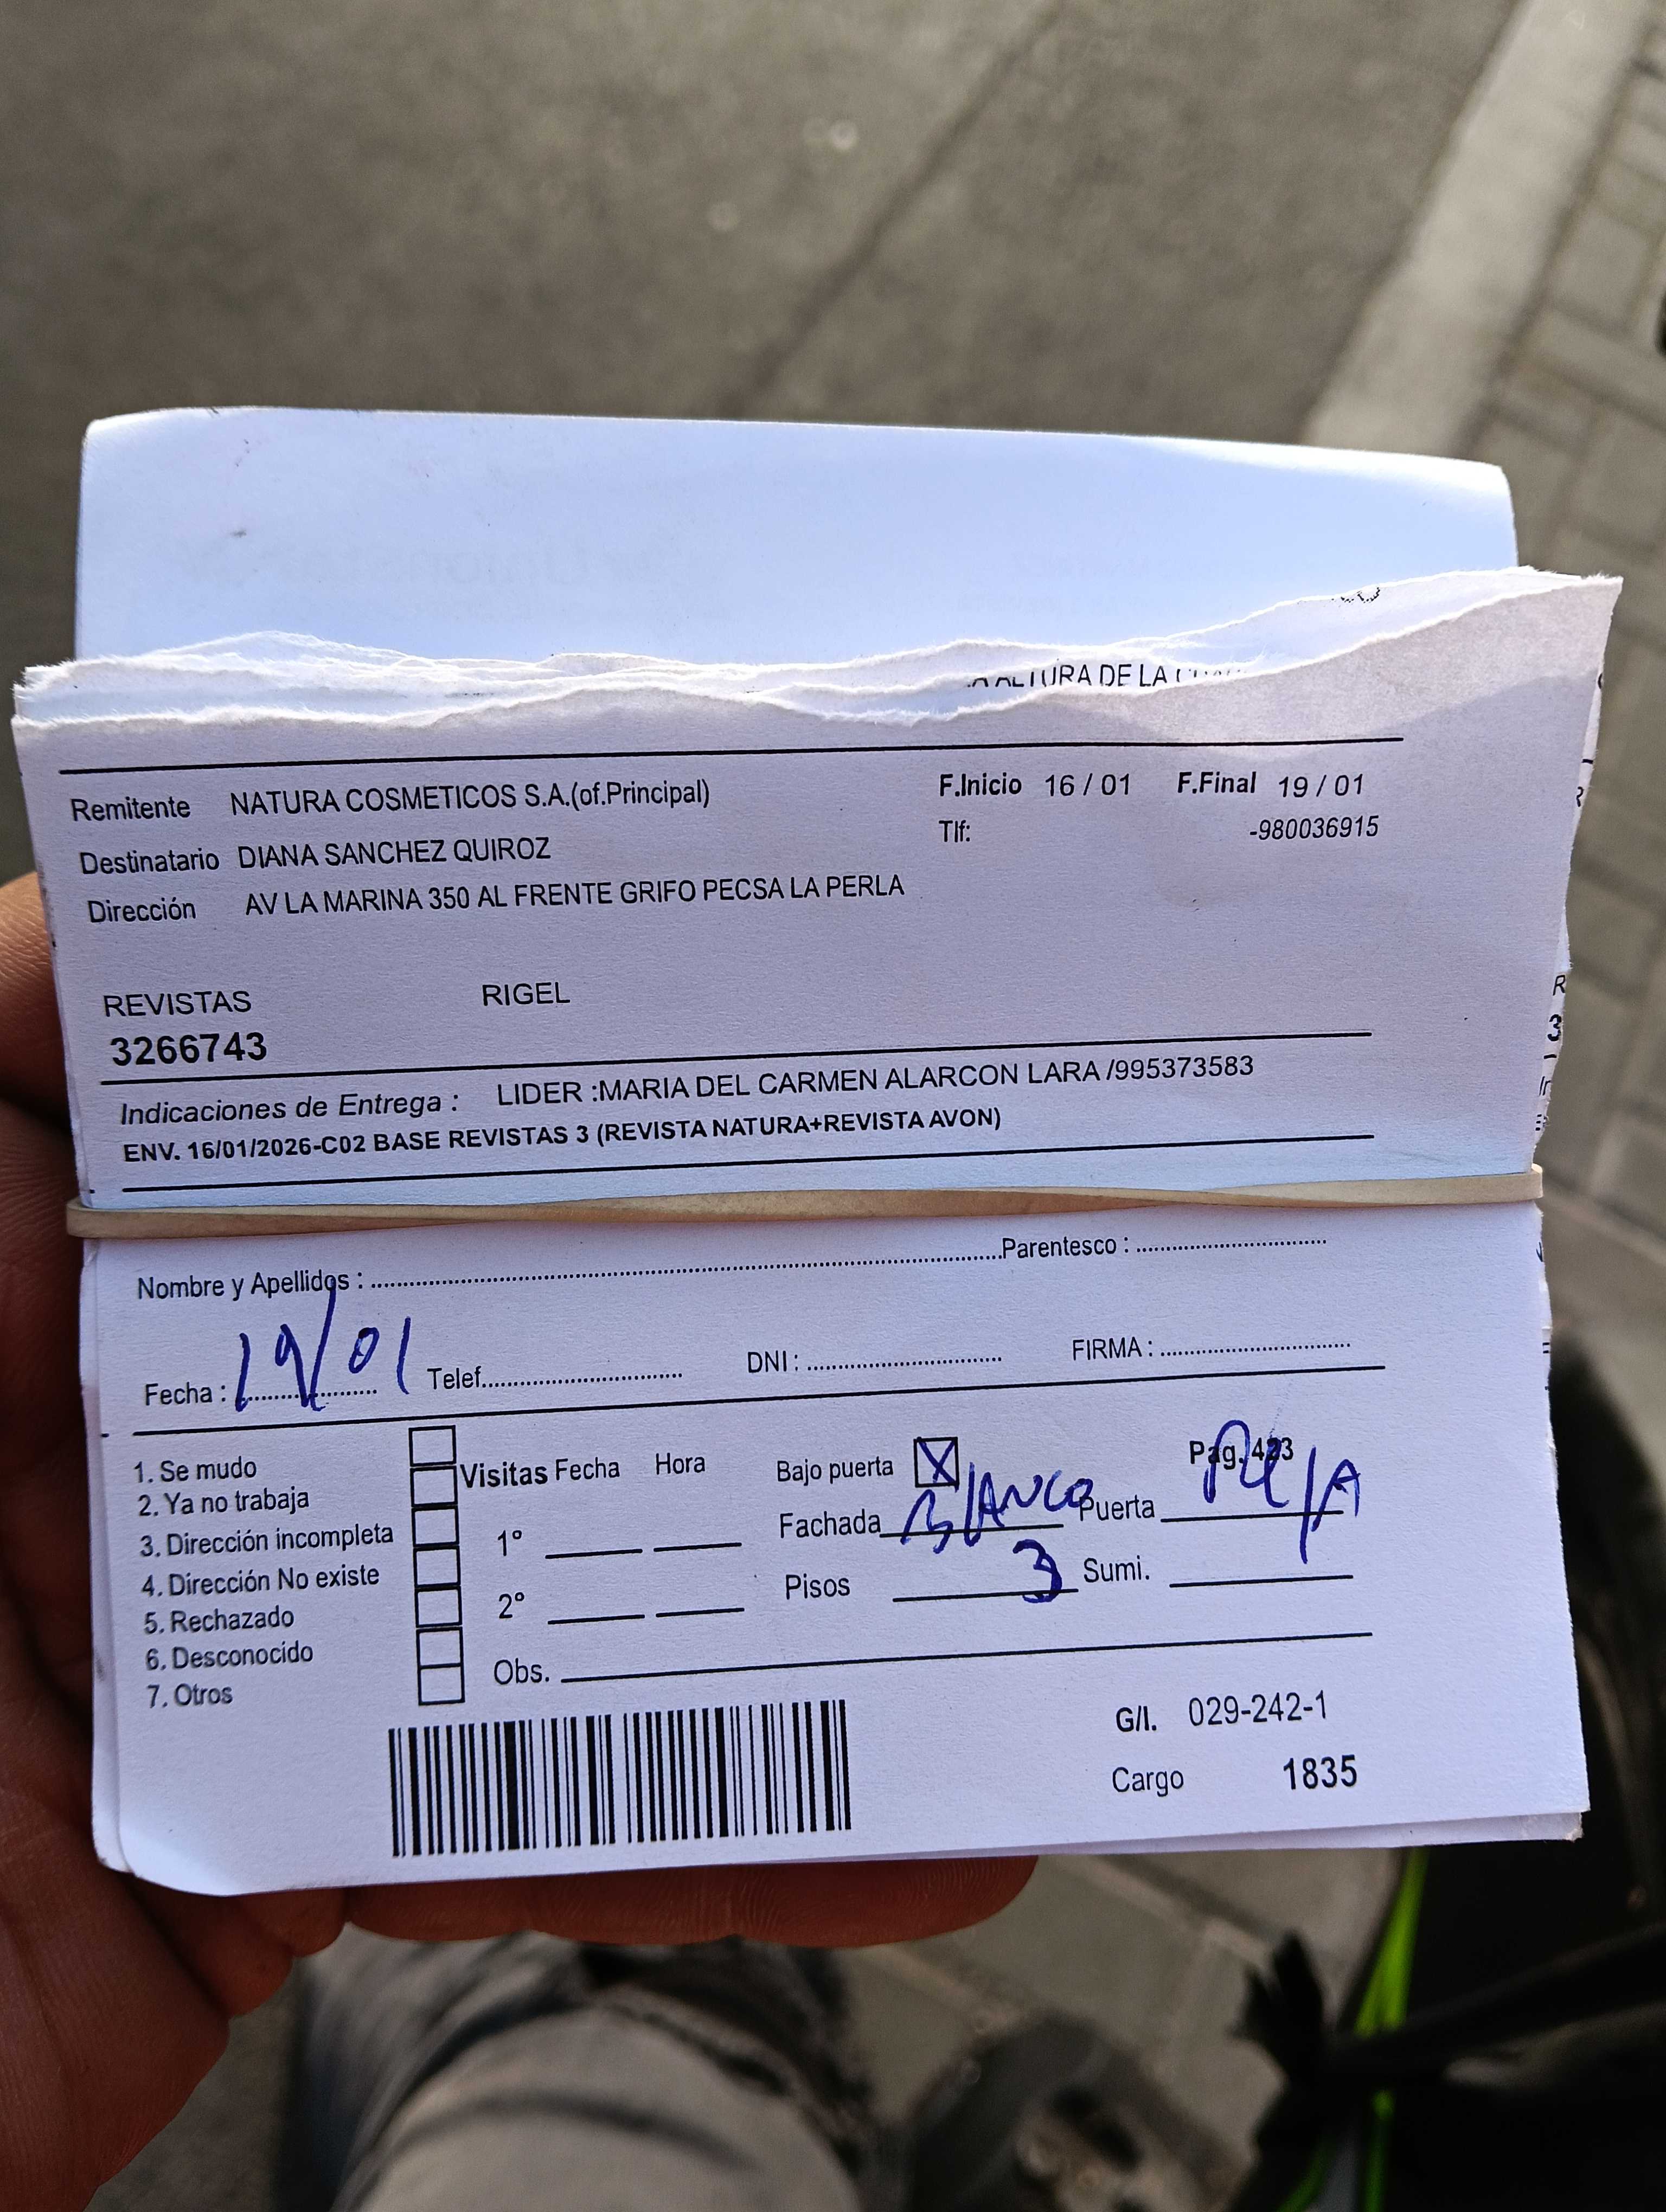 ALTURA DE LA
Remitente NATURA COSMETICOS S.A.(of.Principal) F.Inicio 16 / 01 F.Final 19 / 01
Destinatario DIANA SANCHEZ QUIROZ Tlf: -980036915
Dirección AV LA MARINA 350 AL FRENTE GRIFO PECSA LA PERLA
REVISTAS RIGEL
3266743
Indicaciones de Entrega : LIDER :MARIA DEL CARMEN ALARCON LARA /995373583
ENV. 16/01/2026-C02 BASE REVISTAS 3 (REVISTA NATURA+REVISTA AVON)
Nombre y Apellidos : Parentesco :
Fecha : 19/01 Telef. DNI : FIRMA :
1. Se mudo
2. Ya no trabaja
3. Dirección incompleta
4. Dirección No existe
5. Rechazado
6. Desconocido
7. Otros
Visitas Fecha Hora
1º
2º
Obs.
Bajo puerta X Pag. 423
Fachada Blanco Puerta
Pisos 3 Sumi.
G/I. 029-242-1
Cargo 1835